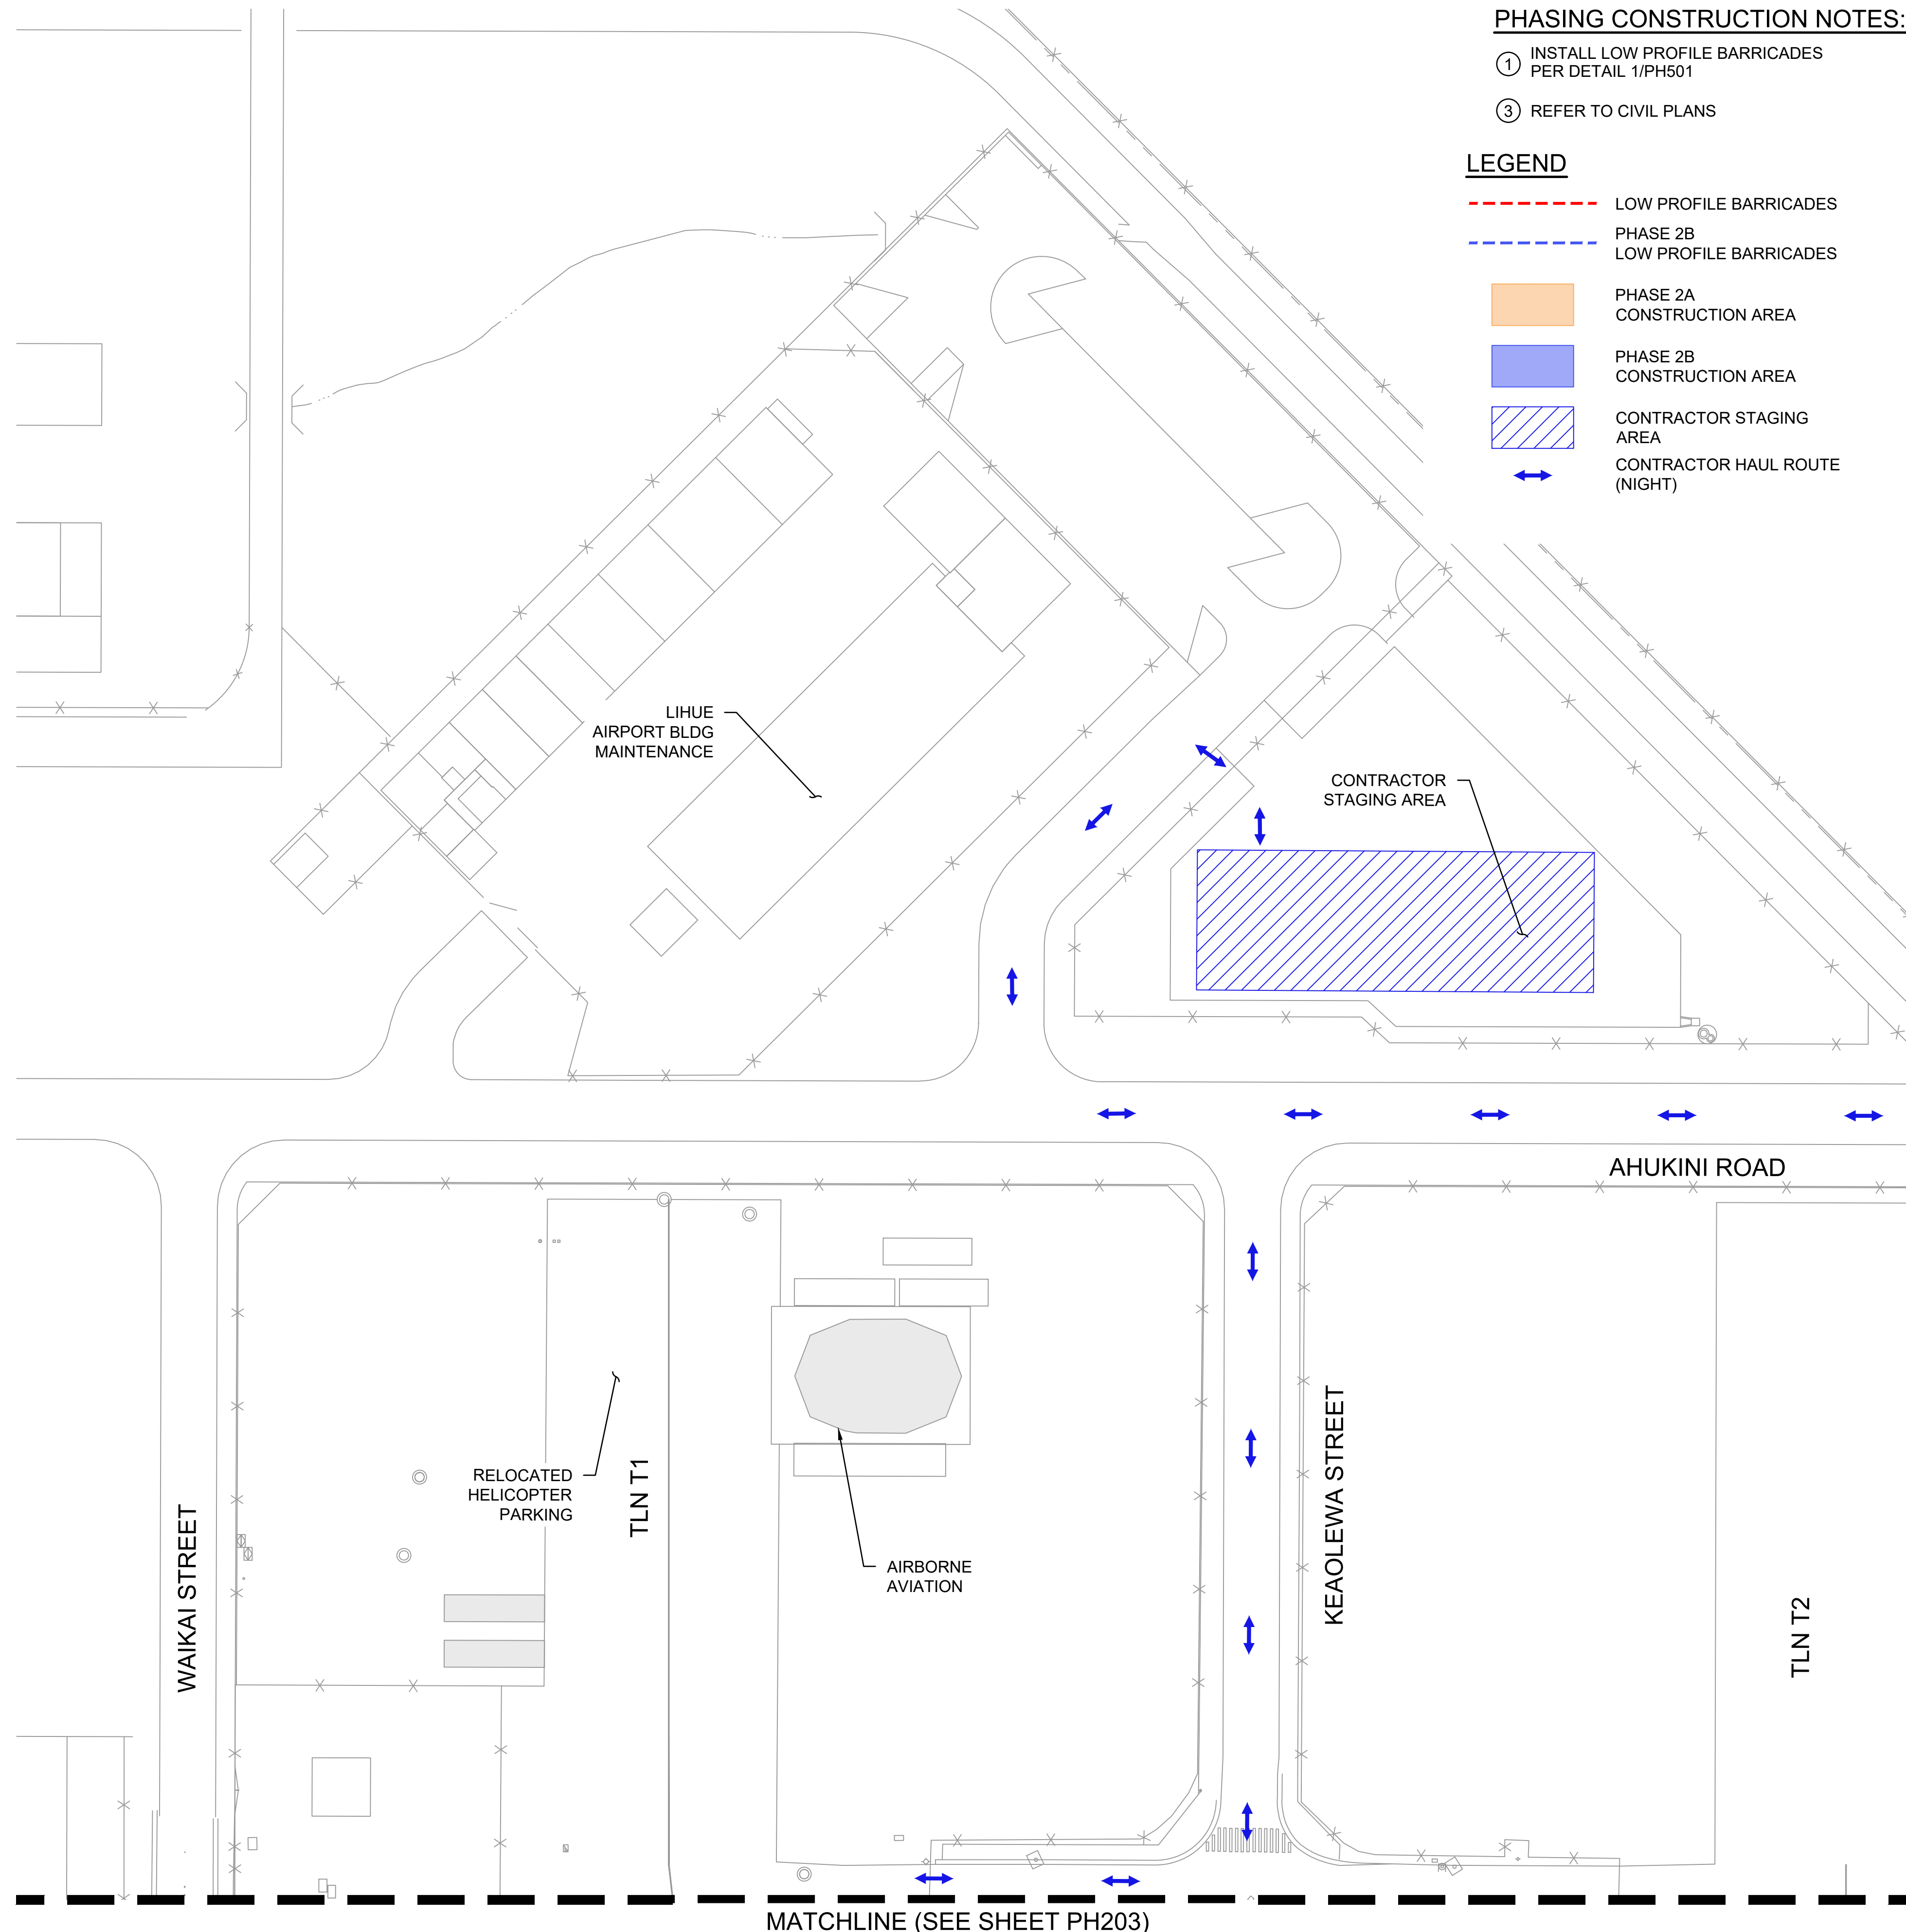 PHASING CONSTRUCTION NOTES:
1 INSTALL LOW PROFILE BARRICADES
PER DETAIL 1/PH501
3 REFER TO CIVIL PLANS
LEGEND
LOW PROFILE BARRICADES
PHASE 2B
LOW PROFILE BARRICADES
PHASE 2A
CONSTRUCTION AREA
PHASE 2B
CONSTRUCTION AREA
CONTRACTOR STAGING
AREA
CONTRACTOR HAUL ROUTE
(NIGHT)
LIHUE
AIRPORT BLDG
MAINTENANCE
CONTRACTOR
STAGING AREA
AHUKINI ROAD
RELOCATED
HELICOPTER
PARKING
TLN T1
AIRBORNE
AVIATION
WAIKAI STREET
KEAOLEWA STREET
TLN T2
MATCHLINE (SEE SHEET PH203)